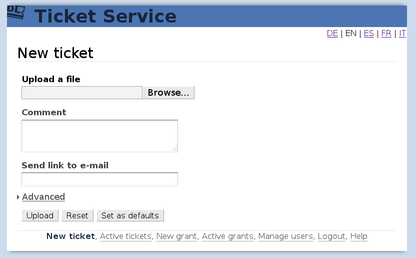 Ticket Service
DE | EN | ES | FR | IT
New ticket
Upload a file
Browse...
Comment
Send link to e-mail
Advanced
Upload Reset Set as defaults
New ticket, Active tickets, New grant, Active grants, Manage users, Logout, Help